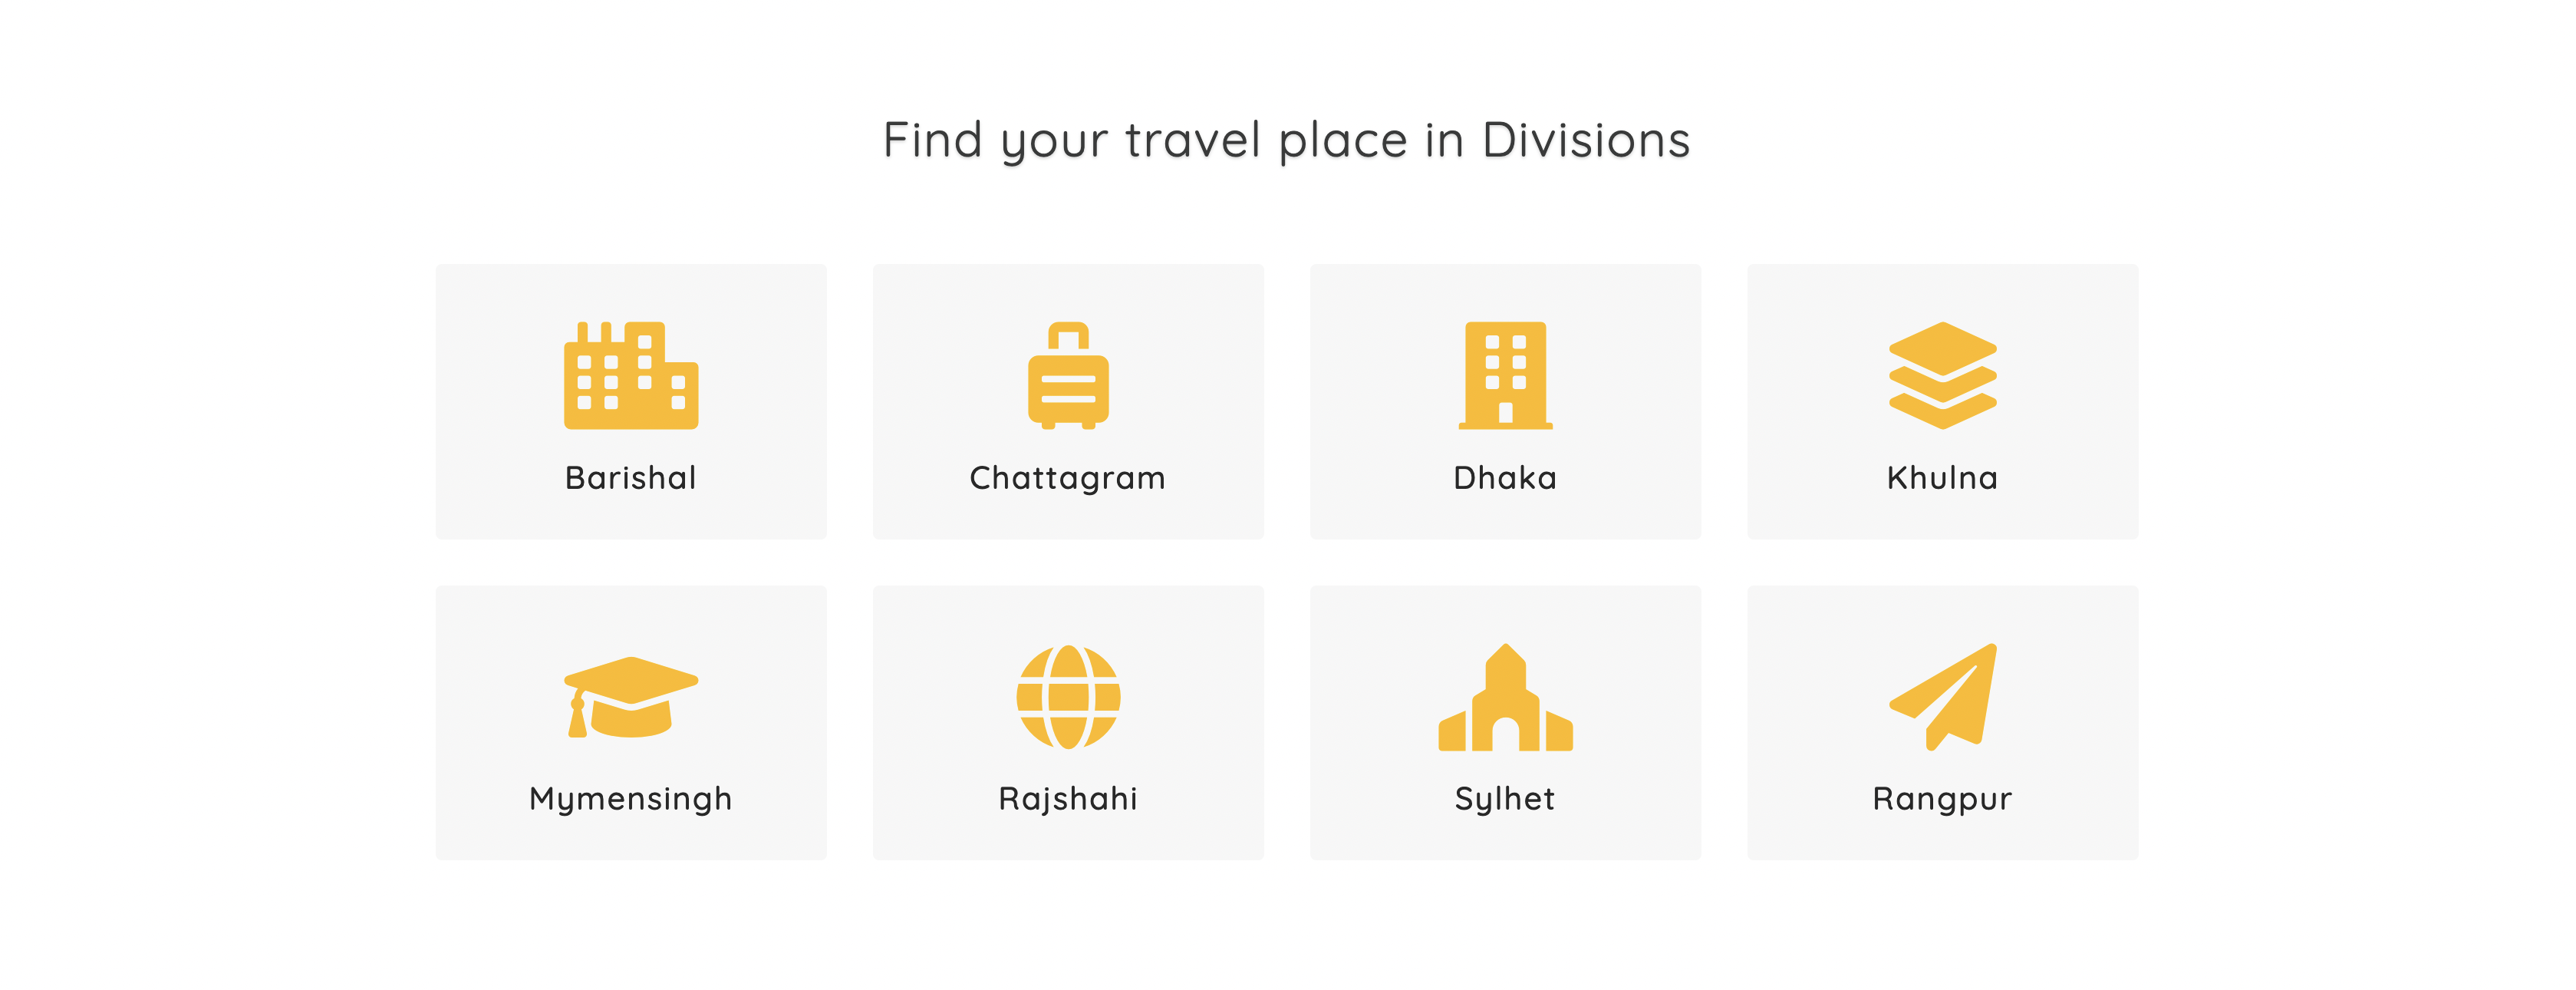 Find your travel place in Divisions
Barishal
Chattagram
Dhaka
Khulna
Mymensingh
Rajshahi
Sylhet
Rangpur